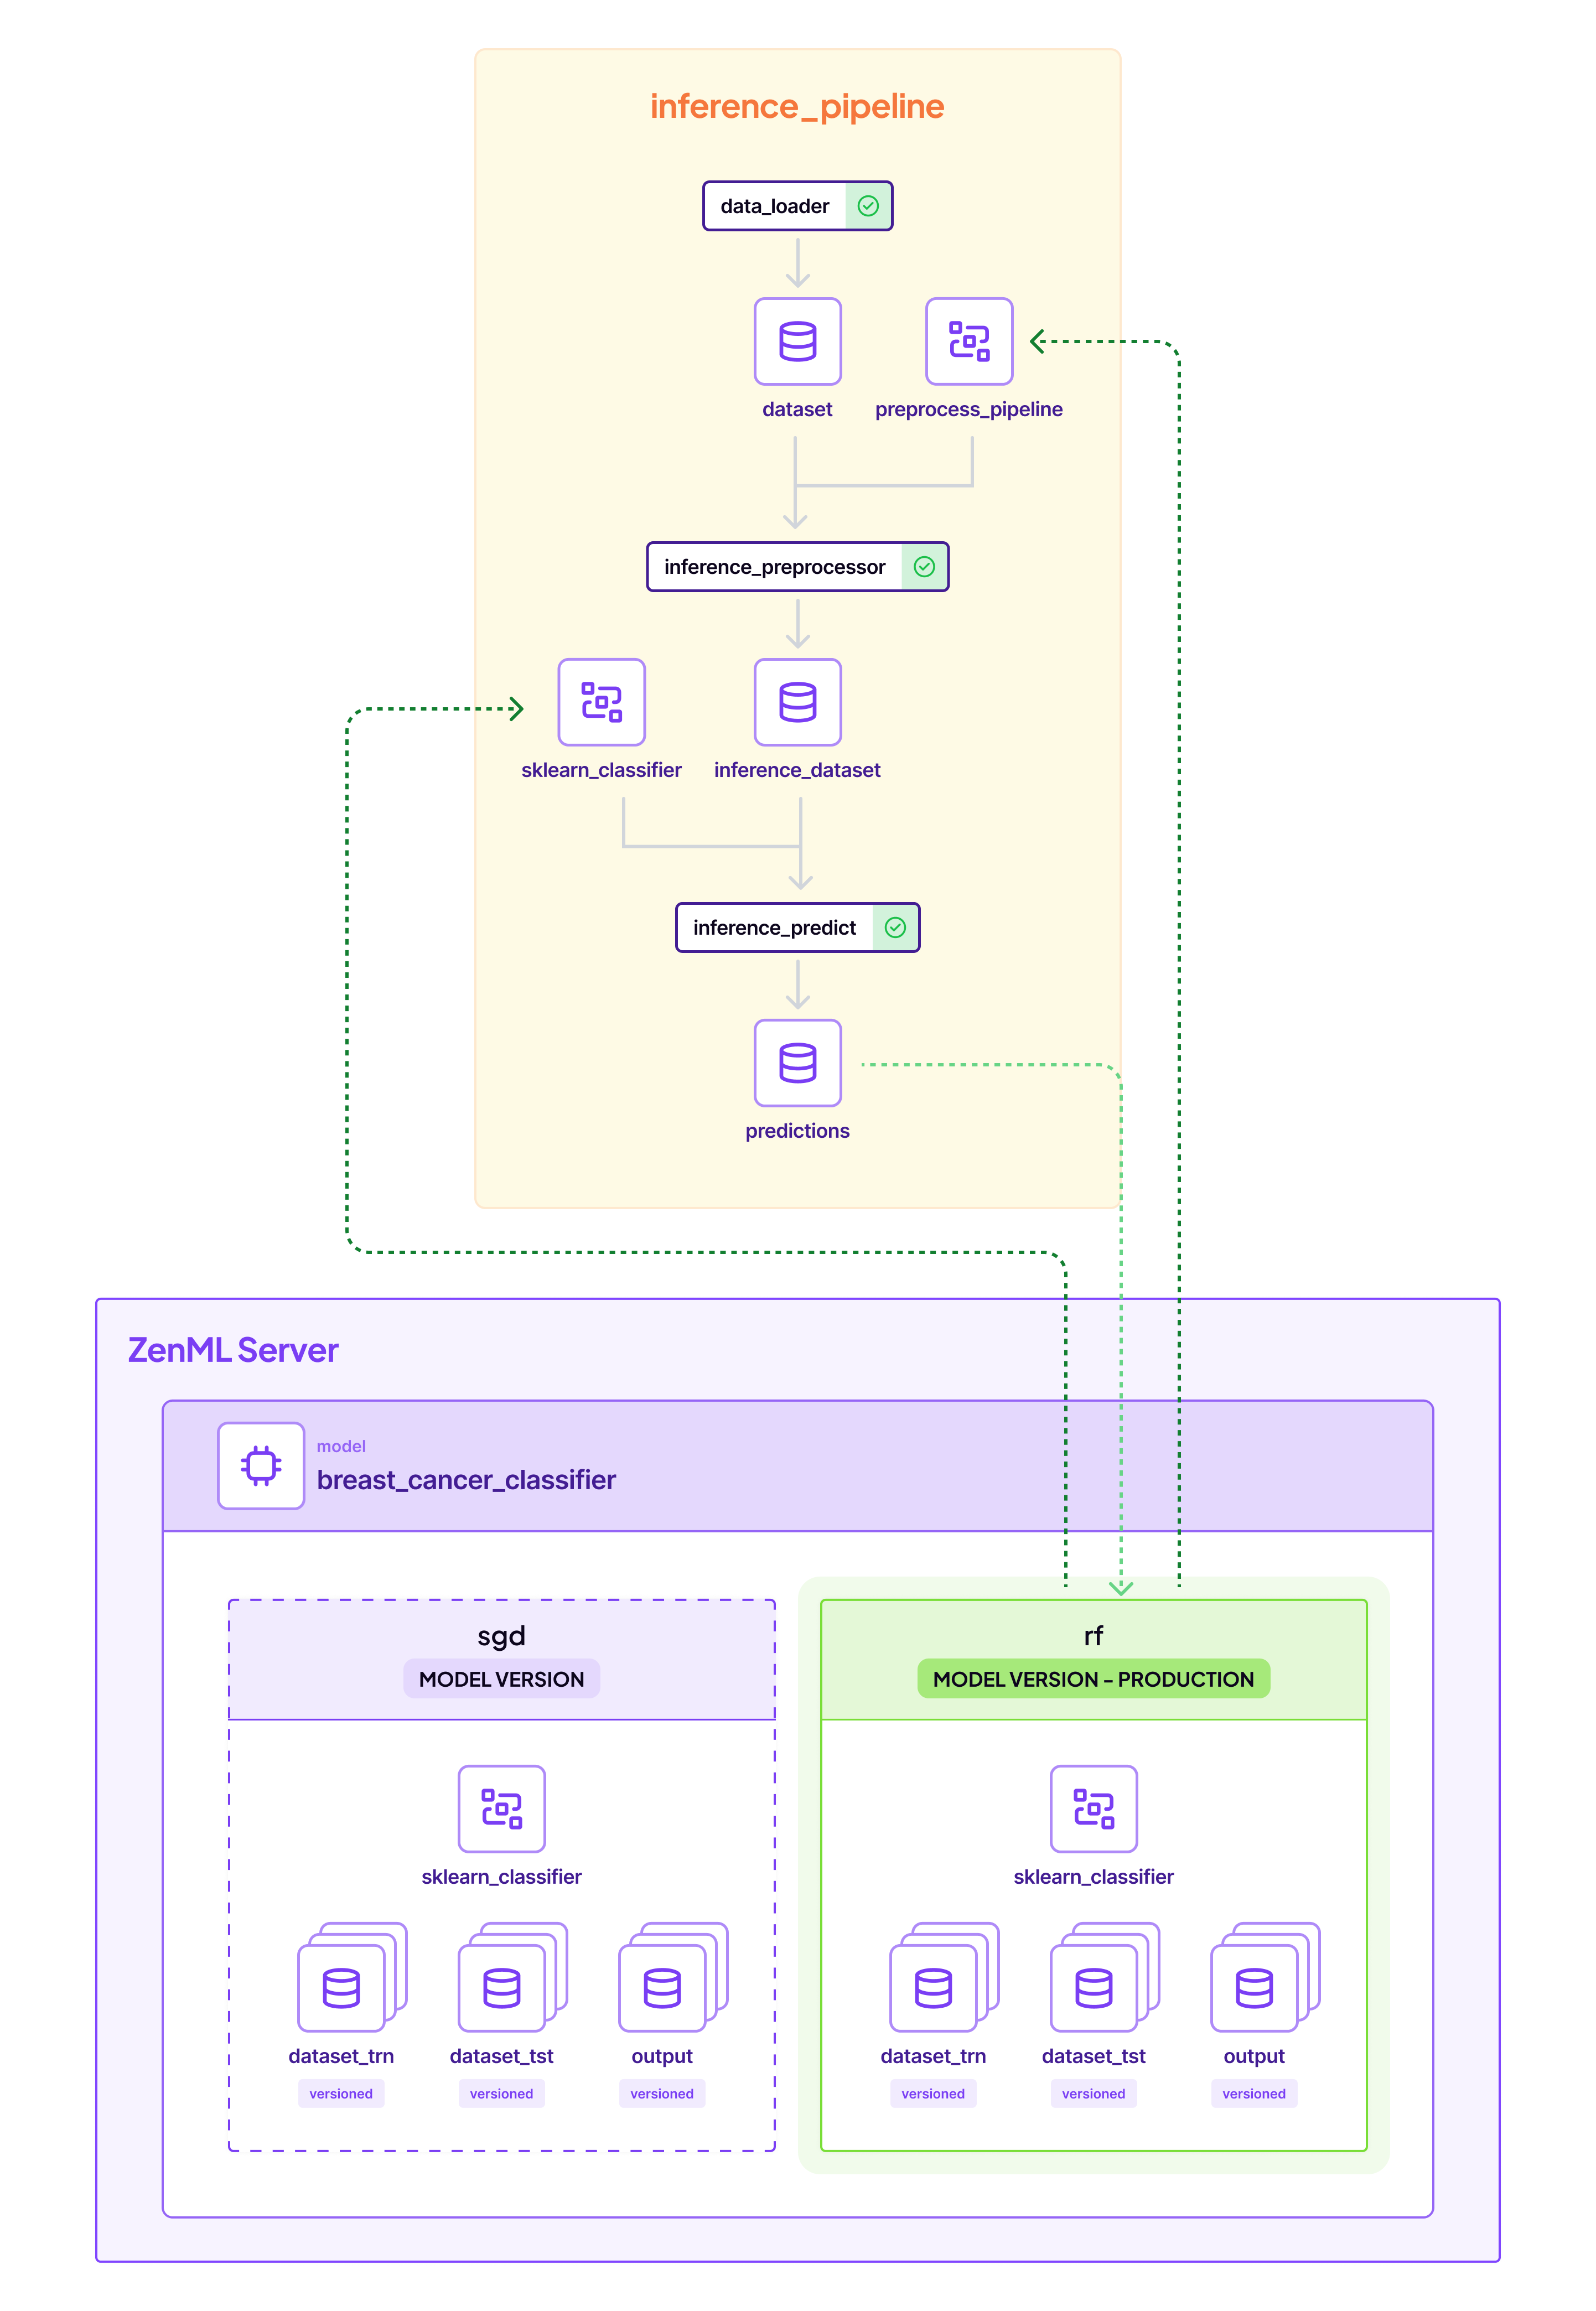 inference_pipeline
data_loader
dataset
preprocess_pipeline
inference_preprocessor
sklearn_classifier
inference_dataset
inference_predict
predictions
ZenML Server
model
breast_cancer_classifier
sgd
MODEL VERSION
sklearn_classifier
dataset_trn
dataset_tst
output
versioned
versioned
versioned
rf
MODEL VERSION – PRODUCTION
sklearn_classifier
dataset_trn
dataset_tst
output
versioned
versioned
versioned